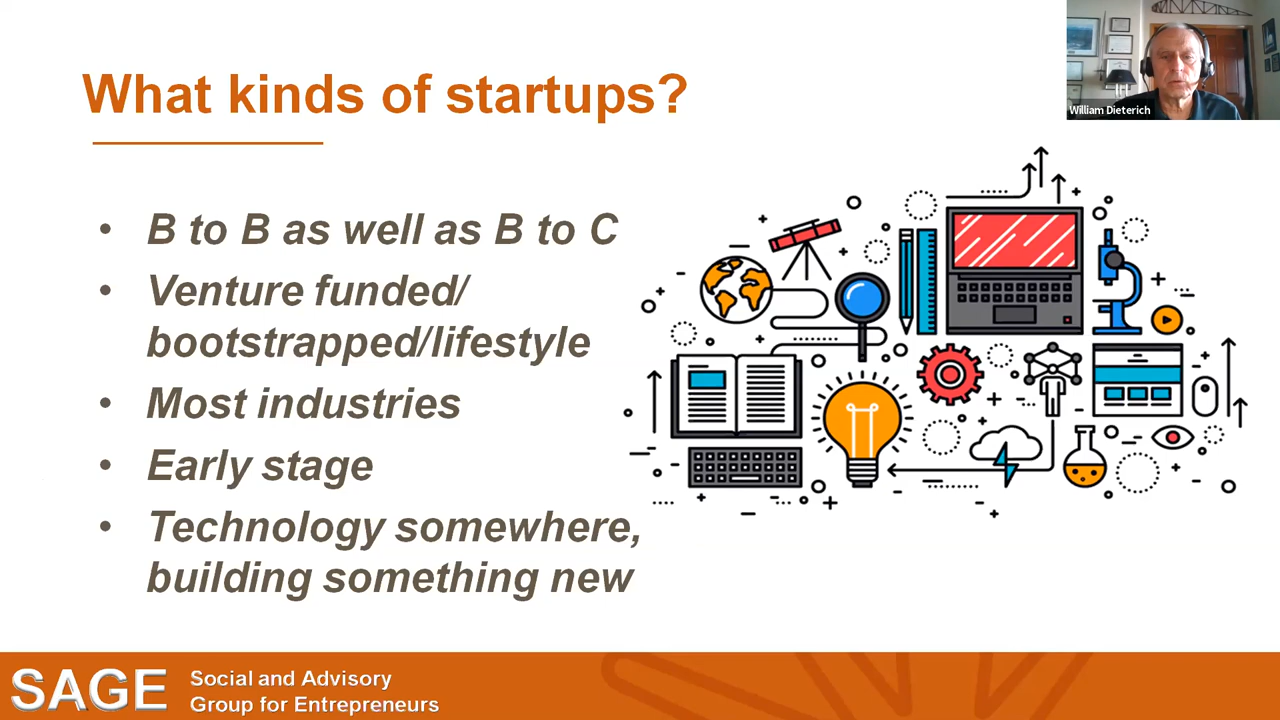 What kinds of startups?
William Dieterich
• B to B as well as B to C
• Venture funded/
bootstrapped/lifestyle
• Most industries
• Early stage
• Technology somewhere,
building something new
SAGE
Social and Advisory
Group for Entrepreneurs